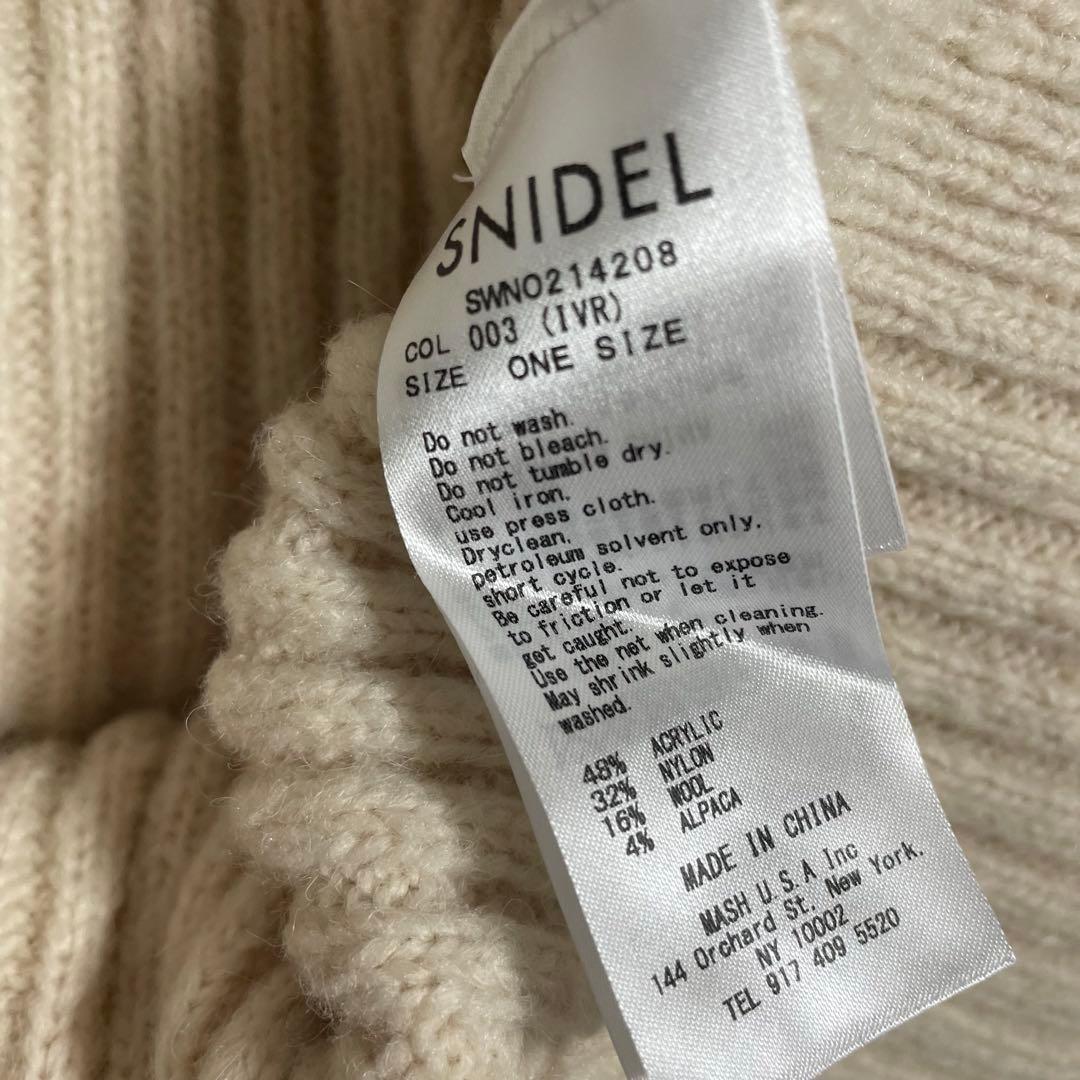 SNIDEL
SWNO214208
COL 003 (IVR)
SIZE ONE SIZE
Do not wash.
Do not bleach.
Do not tumble dry.
Cool iron.
use press cloth.
Dryclean.
petroleum solvent only.
short cycle.
Be careful not to expose
to friction or let it
get caught.
Use the net when cleaning.
May shrink slightly when
washed.
48% ACRYLIC
32% NYLON
16% WOOL
4% ALPACA
MADE IN CHINA
MASH U.S.A Inc
144 Orchard St. New York.
NY 10002
TEL 917 409 5520